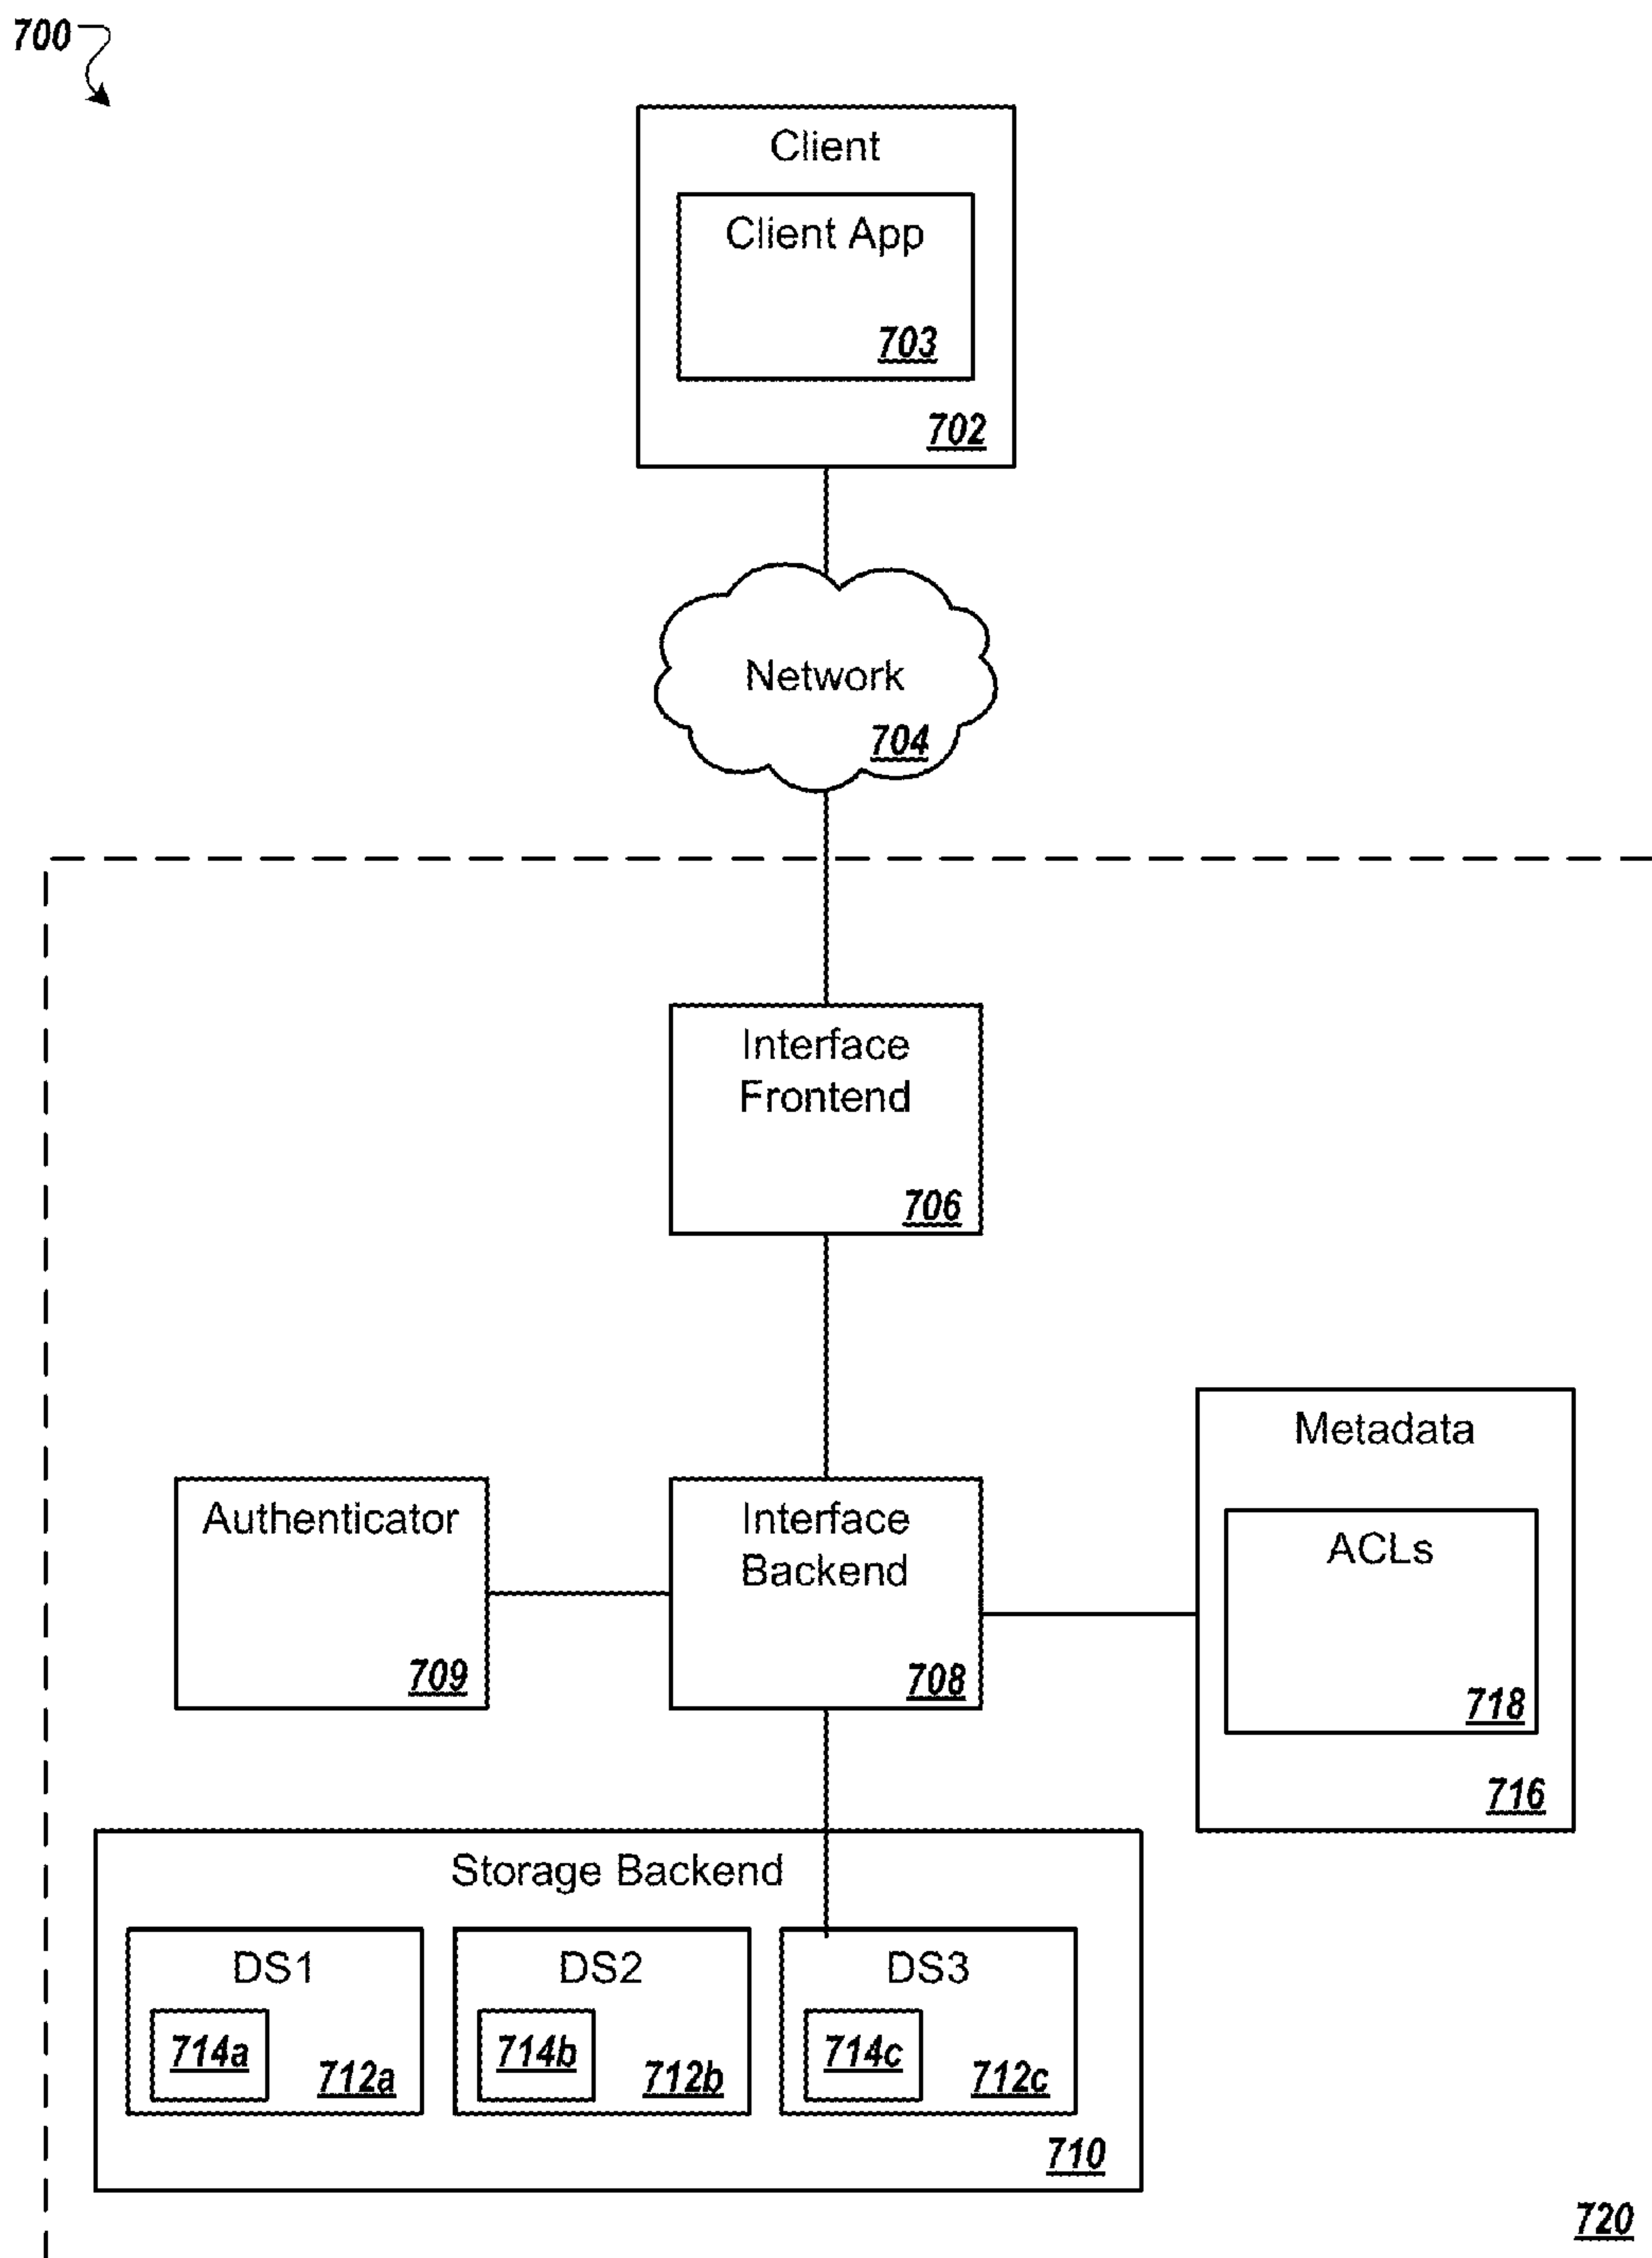 700
Client
Client App
703
702
Network
704
Interface
Frontend
706
Metadata
Authenticator
Interface
Backend
ACLs
709
708
718
716
Storage Backend
DS1
DS2
DS3
714a
712a
714b
712b
714c
712c
710
720